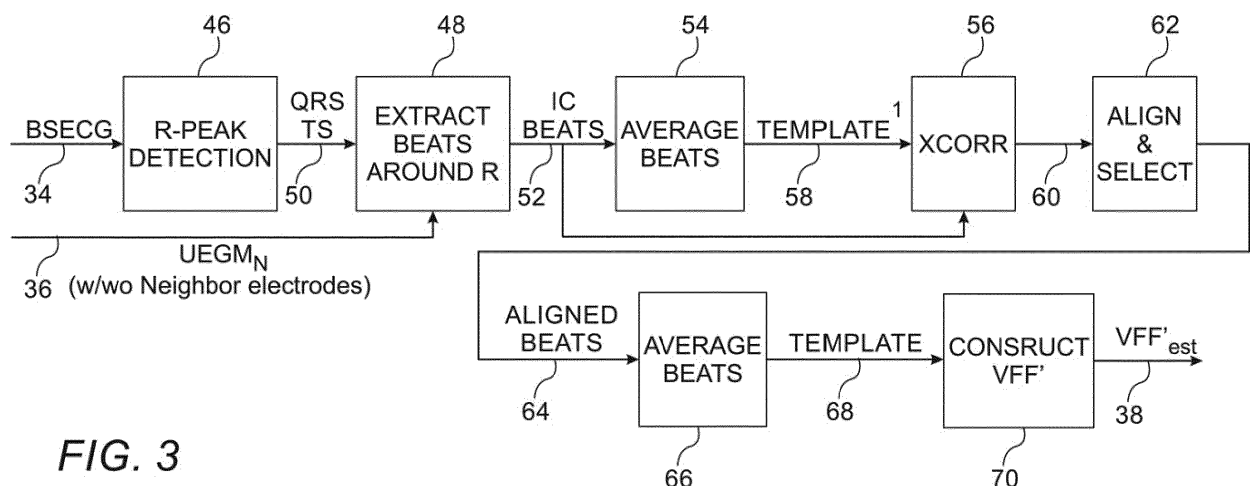 46
48
54
56
62
BSECG
34
R-PEAK
DETECTION
QRS
TS
50
EXTRACT
BEATS
AROUND R
IC
BEATS
52
AVERAGE
BEATS
TEMPLATE 1
58
XCORR
60
ALIGN
&
SELECT
36
UEGM_N
(w/wo Neighbor electrodes)
ALIGNED
BEATS
64
AVERAGE
BEATS
66
TEMPLATE
68
CONSRUCT
VFF'
70
VFF'est
38
FIG. 3